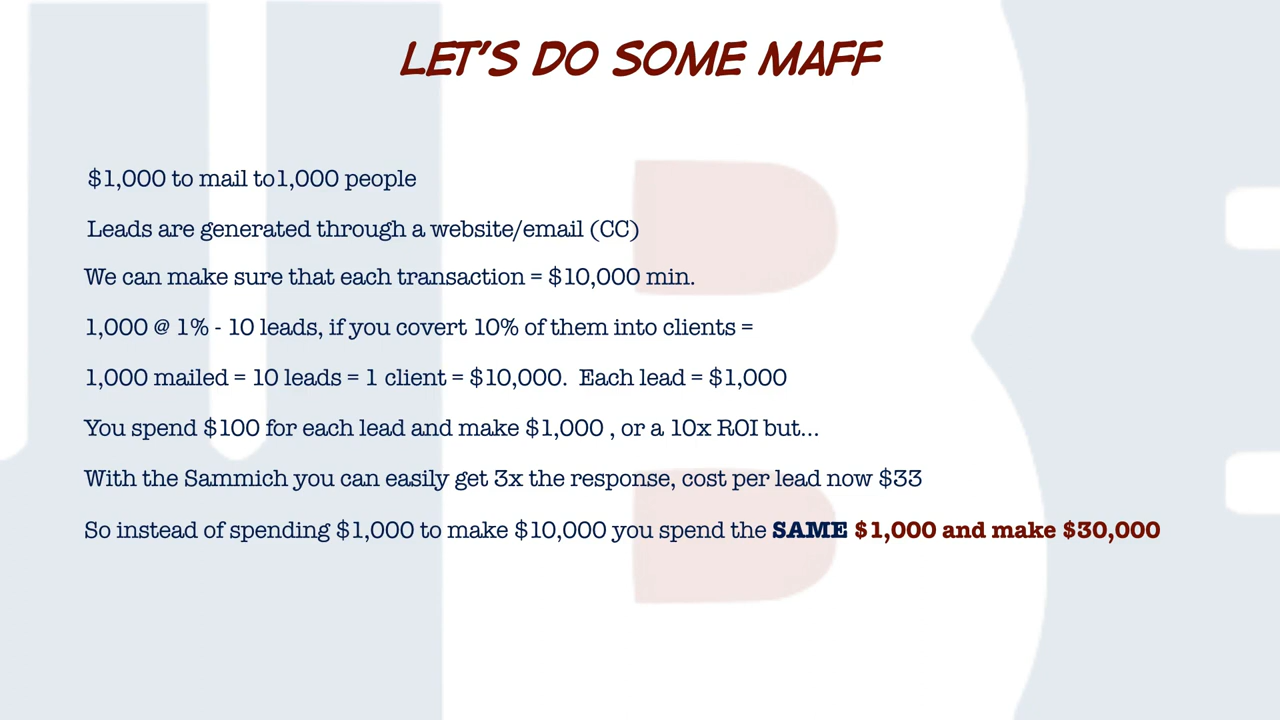 LET'S DO SOME MAFF
$1,000 to mail to1,000 people
Leads are generated through a website/email (CC)
We can make sure that each transaction = $10,000 min.
1,000 @ 1% - 10 leads, if you covert 10% of them into clients =
1,000 mailed = 10 leads = 1 client = $10,000.  Each lead = $1,000
You spend $100 for each lead and make $1,000 , or a 10x ROI but...
With the Sammich you can easily get 3x the response, cost per lead now $33
So instead of spending $1,000 to make $10,000 you spend the SAME $1,000 and make $30,000